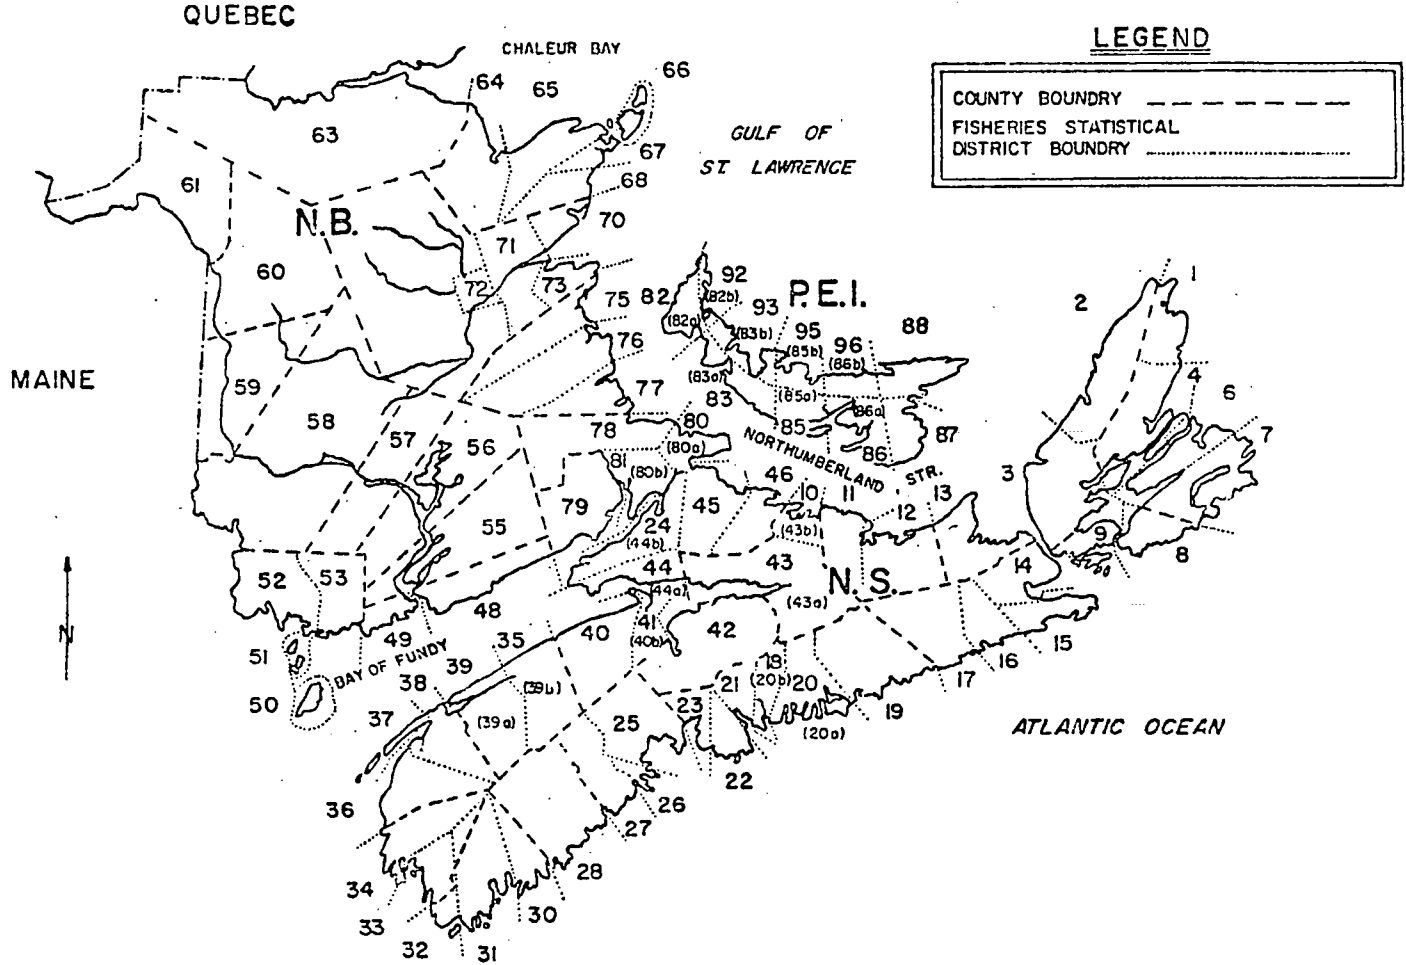 QUEBEC
CHALEUR BAY
LEGEND
COUNTY BOUNDRY
FISHERIES STATISTICAL
DISTRICT BOUNDRY
GULF OF
ST. LAWRENCE
64
65
66
63
67
61
68
N.B.
70
71
60
72
73
75
82
92
(82b)
93
P.E.I.
88
1
2
76
(82a)
(83b)
95
(85b)
96
(86b)
MAINE
59
58
77
(83a)
83
(85a)
(86a)
4
6
57
56
78
80
85
86
87
7
(80a)
NORTHUMBERLAND
STR.
81
(80b)
46
3
79
45
10
11
12
13
55
24
(44b)
(43b)
9
8
52
53
44
43
14
N.S.
(44a)
(43a)
48
35
40
41
(40b)
42
N
49
BAY OF FUNDY
51
39
18
(20b)
20
15
16
17
50
38
(39b)
21
19
37
(39a)
25
23
(20a)
ATLANTIC OCEAN
22
36
26
27
28
34
33
30
32
31